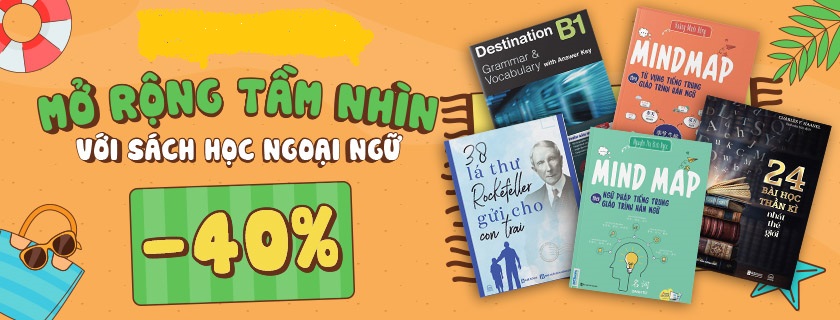 MỞ RỘNG TẦM NHÌN
VỚI SÁCH HỌC NGOẠI NGỮ
-40%
Destination B1
Grammar &
Vocabulary with Answer Key
MINDMAP
TỪ VỰNG TIẾNG TRUNG
GIÁO TRÌNH HÁN NGỮ
38
lá thư
Rockefeller
gửi cho
con trai
MIND MAP
NGỮ PHÁP TIẾNG TRUNG
GIÁO TRÌNH HÁN NGỮ
CHARLES F. HAANEL
24
BÀI HỌC
THẦN KÌ
nhất thế
giới